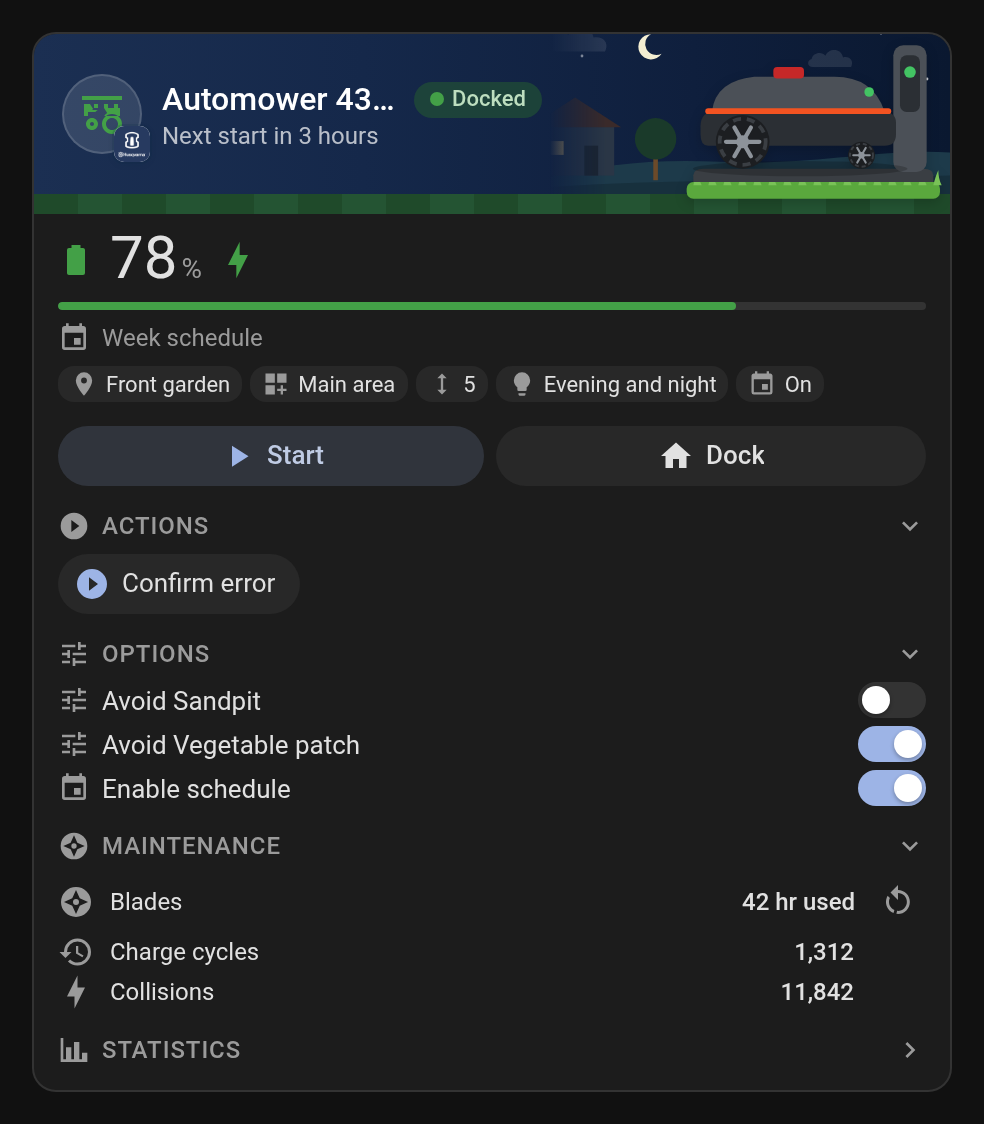 Automower 43… Docked
Next start in 3 hours
Husqvarna
78 %
Week schedule
Front garden Main area 5 Evening and night On
Start Dock
ACTIONS
Confirm error
OPTIONS
Avoid Sandpit
Avoid Vegetable patch
Enable schedule
MAINTENANCE
Blades 42 hr used
Charge cycles 1,312
Collisions 11,842
STATISTICS